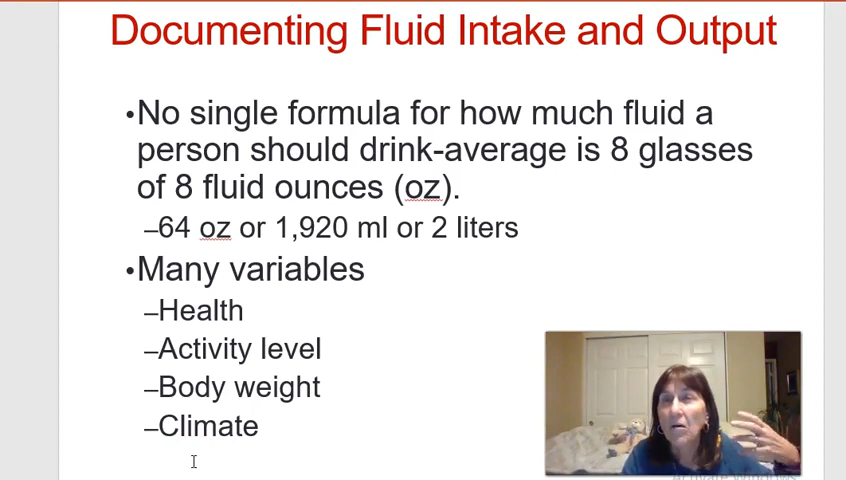 Documenting Fluid Intake and Output
•No single formula for how much fluid a
person should drink-average is 8 glasses
of 8 fluid ounces (oz).
–64 oz or 1,920 ml or 2 liters
•Many variables
–Health
–Activity level
–Body weight
–Climate
Activate Windows